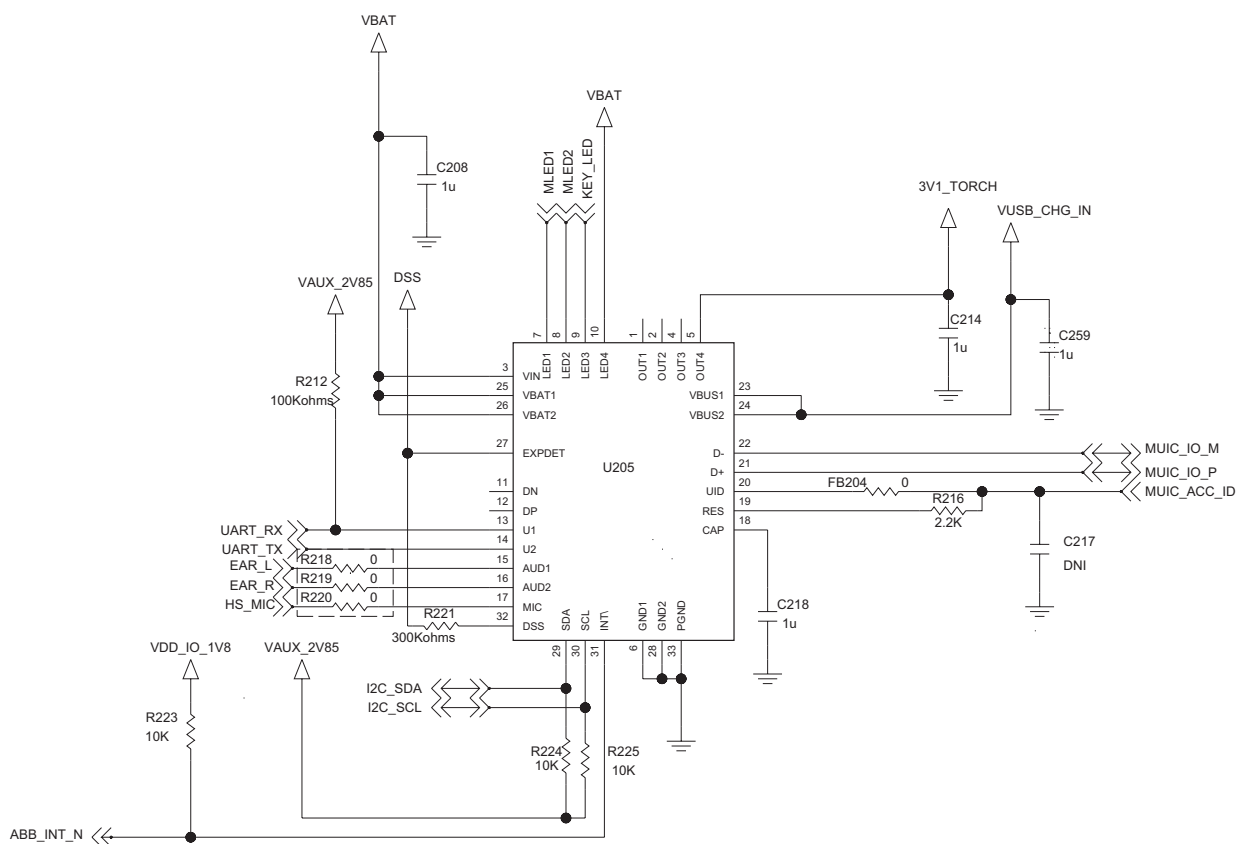 VBAT
C208
1u
VBAT
MLED1
MLED2
KEY_LED
3V1_TORCH
VUSB_CHG_IN
VAUX_2V85
DSS
C214
1u
C259
1u
7
8
9
10
1
2
4
5
LED1
LED2
LED3
LED4
OUT1
OUT2
OUT3
OUT4
R212
100Kohms
3
VIN
25
VBAT1
26
VBAT2
27
EXPDET
11
DN
12
DP
13
U1
14
U2
15
AUD1
16
AUD2
17
MIC
32
DSS
U205
VBUS1
23
VBUS2
24
D-
22
D+
21
UID
20
RES
19
CAP
18
MUIC_IO_M
MUIC_IO_P
MUIC_ACC_ID
FB204
0
R216
2.2K
C217
DNI
C218
1u
UART_RX
UART_TX
EAR_L
R218
0
EAR_R
R219
0
HS_MIC
R220
0
R221
300Kohms
SDA
SCL
INT\
GND1
GND2
PGND
29
30
31
6
28
33
VDD_IO_1V8
VAUX_2V85
I2C_SDA
I2C_SCL
R223
10K
R224
10K
R225
10K
ABB_INT_N